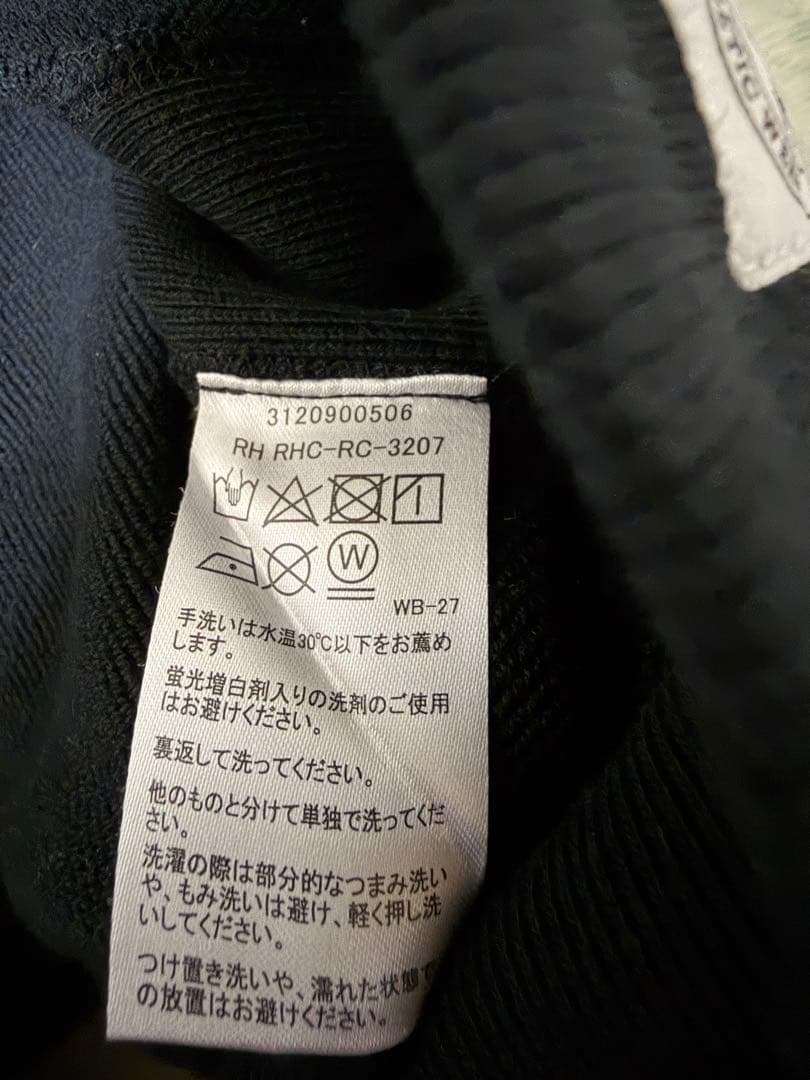 3120900506
RH RHC-RC-3207
W
WB-27
手洗いは水温30℃以下をお薦め
します。
蛍光増白剤入りの洗剤のご使用
はお避けください。
裏返して洗ってください。
他のものと分けて単独で洗ってくだ
さい。
洗濯の際は部分的なつまみ洗い
や、もみ洗いは避け、軽く押し洗
いしてください。
つけ置き洗いや、濡れた状態で
の放置はお避けください。